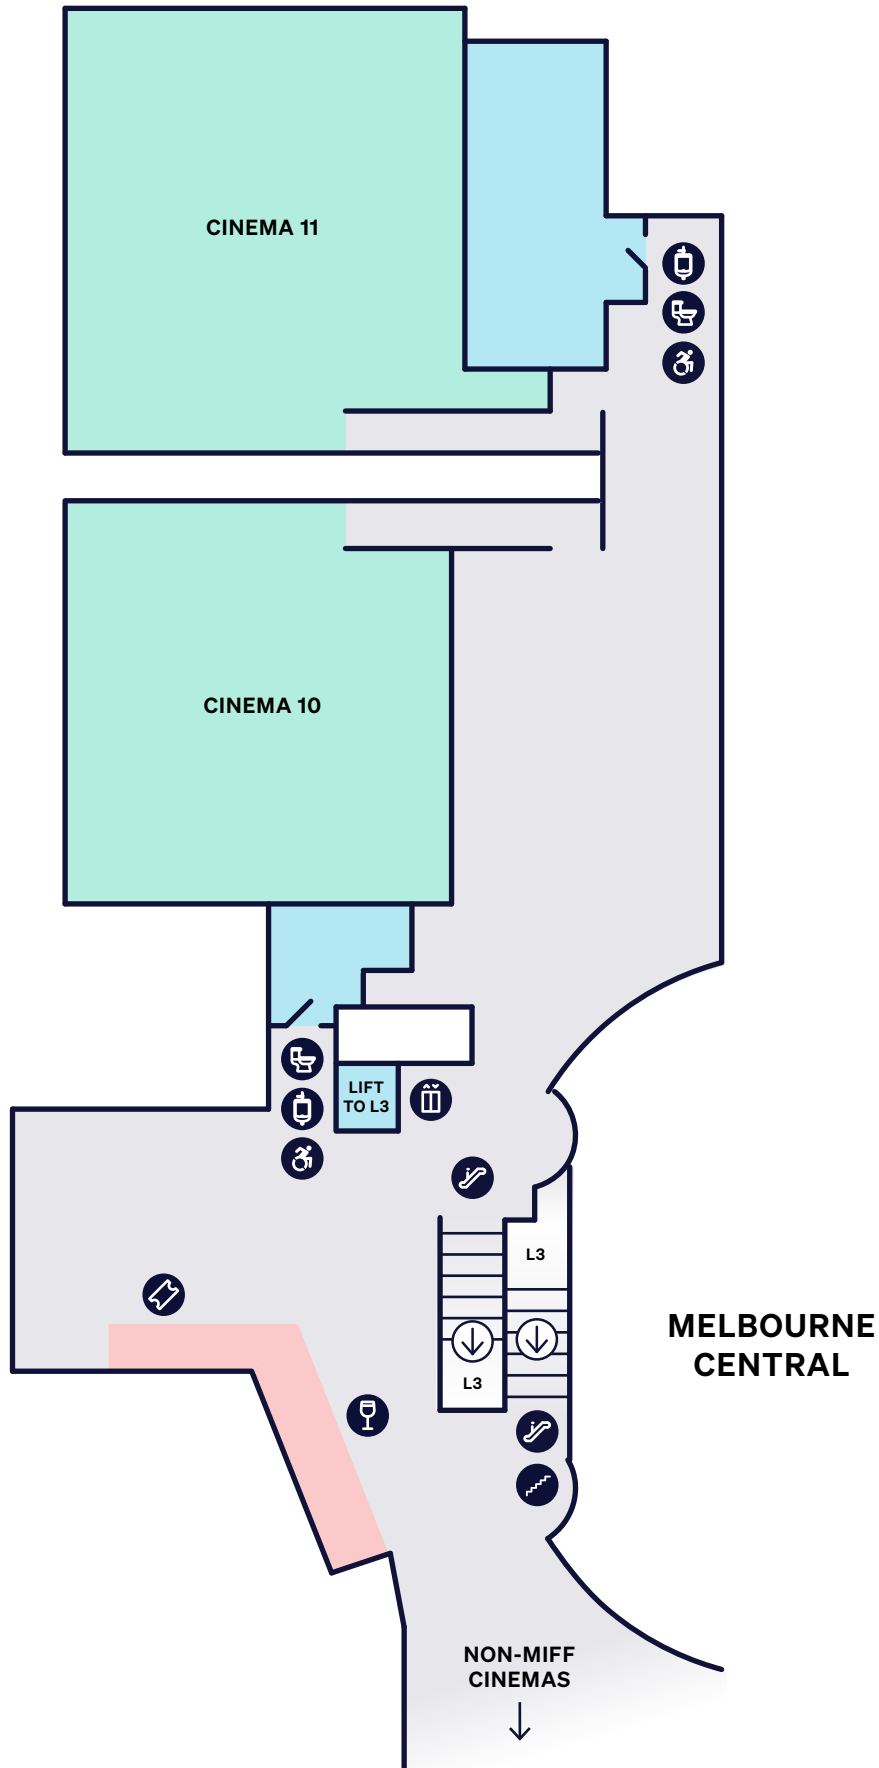 CINEMA 11
CINEMA 10
LIFT
TO L3
L3
L3
MELBOURNE
CENTRAL
NON-MIFF
CINEMAS